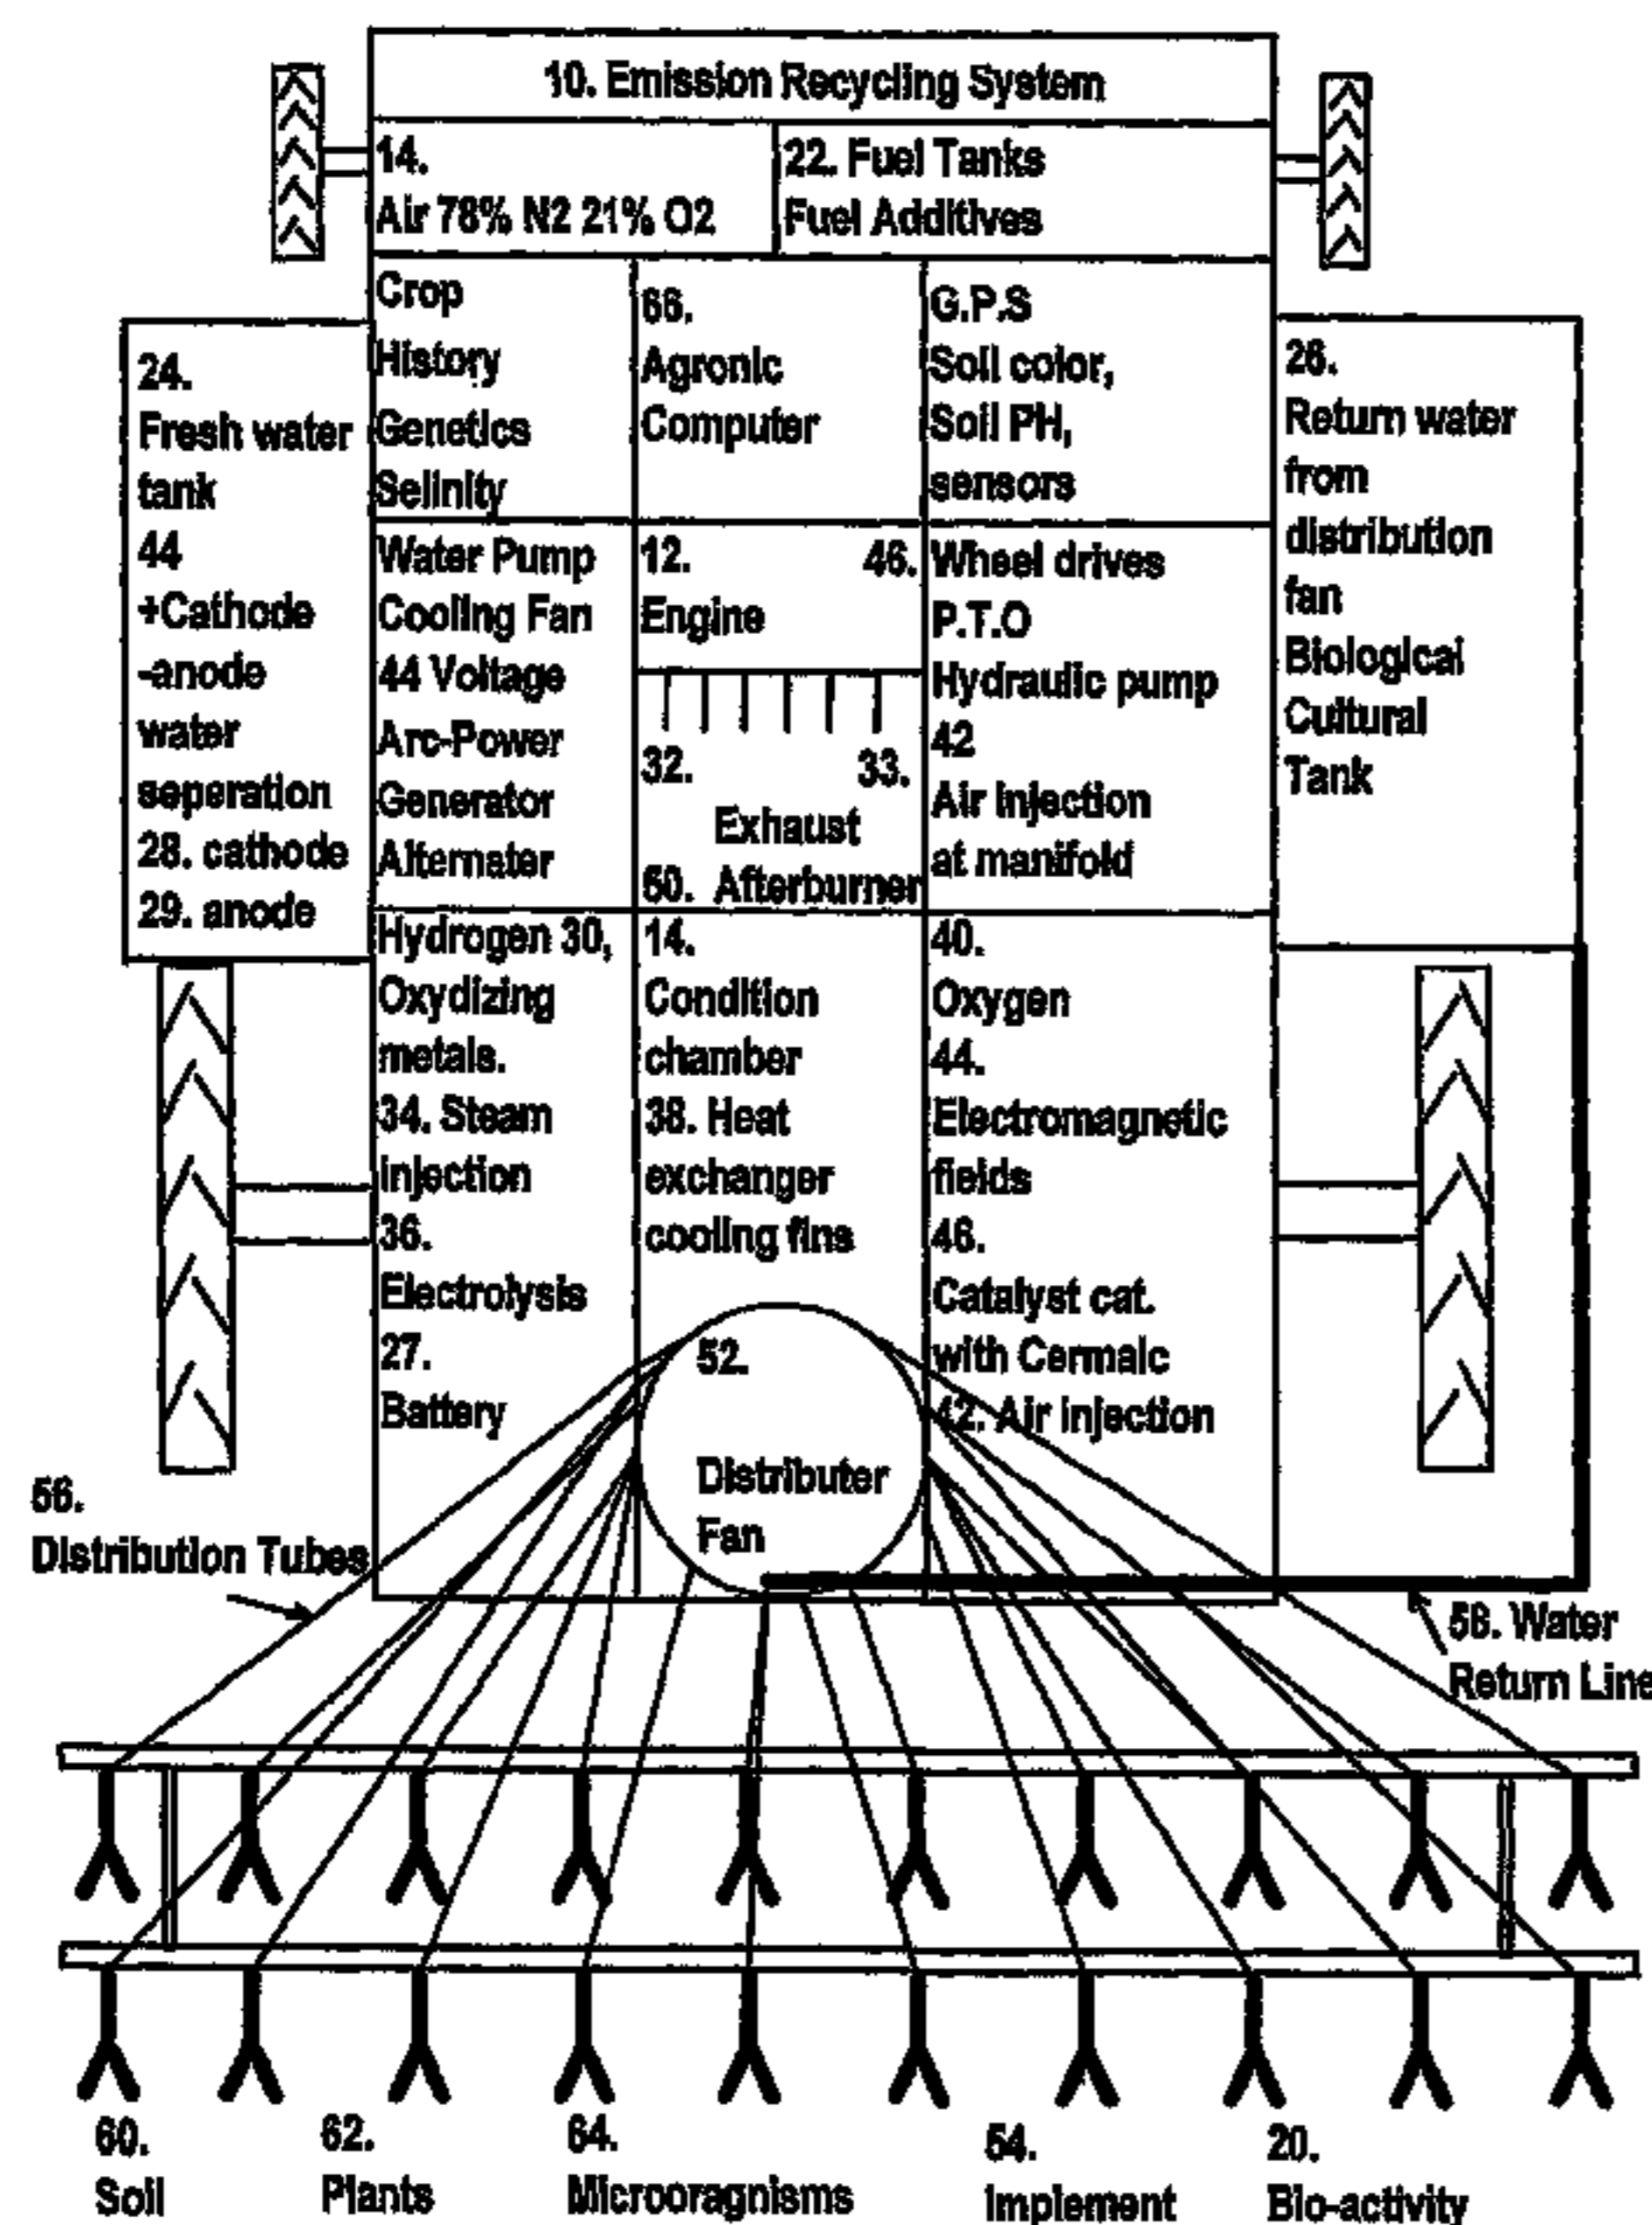 10. Emission Recycling System
14.
Air 78% N2 21% O2
22. Fuel Tanks
Fuel Additives
Crop
History
Genetics
Selinity
66.
Agronic
Computer
G.P.S
Soil color,
Soil PH,
sensors
24.
Fresh water
tank
44
+Cathode
-anode
water
seperation
28. cathode
29. anode
26.
Return water
from
distribution
fan
Biological
Cultural
Tank
Water Pump
Cooling Fan
44 Voltage
Arc-Power
Generator
Alternater
12. 46.
Engine
32. 33.
Exhaust
50. Afterburner
Wheel drives
P.T.O
Hydraulic pump
42
Air injection
at manifold
Hydrogen 30,
Oxydizing
metals.
34. Steam
injection
36.
Electrolysis
27.
Battery
14.
Condition
chamber
38. Heat
exchanger
cooling fins
40.
Oxygen
44.
Electromagnetic
fields
46.
Catalyst cat.
with Cermaic
42. Air injection
52.
Distributer
Fan
56.
Distribution Tubes
58. Water
Return Line
60.
Soil
62.
Plants
64.
Microoragnisms
54.
Implement
20.
Bio-activity